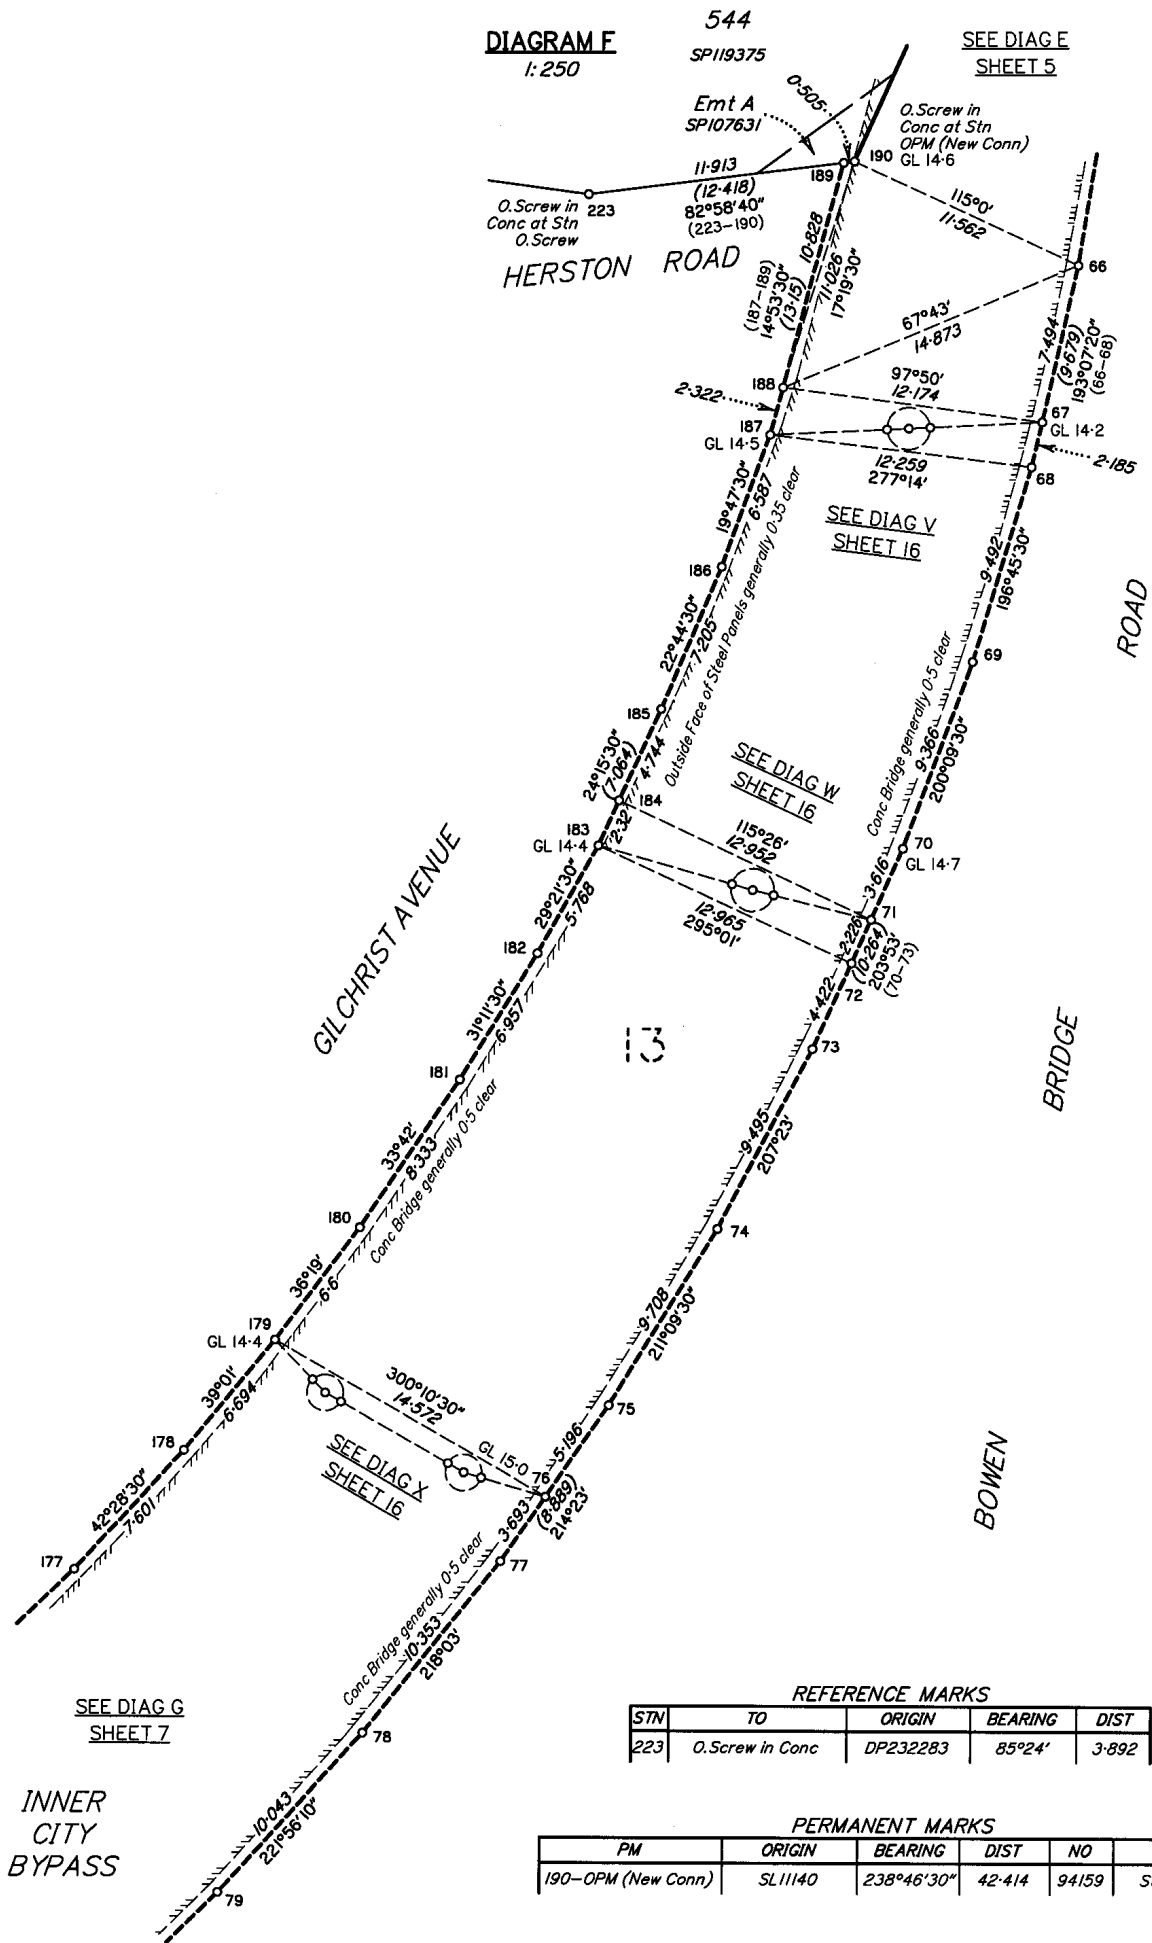 DIAGRAM F
1:250
544
SP119375
SEE DIAG E
SHEET 5
Emt A
SP107631
0·505
O.Screw in
Conc at Stn
OPM (New Conn)
190 GL 14·6
189
11·913
(12·418)
82°58'40"
(223-190)
223
O.Screw in
Conc at Stn
O.Screw
HERSTON ROAD
115°0'
11·562
66
10·828
11·026
17°19'30"
(187-189)
14°53'30"
(13·15)
67°43'
14·873
7·494
(9·679)
193°07'20"
(66-68)
188
97°50'
12·174
2·322
67
GL 14·2
187
GL 14·5
12·259
277°14'
2·185
68
19°47'30"
6·587
SEE DIAG V
SHEET 16
186
9·492
196°45'30"
Outside Face of Steel Panels generally 0·35 clear
22°44'30"
7·205
ROAD
69
185
Conc Bridge generally 0·5 clear
9·366
200°09'30"
24°15'30"
(7·064)
4·744
SEE DIAG W
SHEET 16
184
183
GL 14·4
2·32
115°26'
12·952
70
GL 14·7
3·616
12·965
295°01'
71
2·226
(10·264)
203°53'
(70-73)
72
29°21'30"
5·768
182
GILCHRIST AVENUE
4·422
73
31°11'30"
6·957
13
BRIDGE
181
9·495
207°23'
33°42'
8·333
Conc Bridge generally 0·5 clear
180
74
36°19'
6·6
9·708
211°09'30"
179
GL 14·4
300°10'30"
14·572
75
39°01'
6·694
5·196
178
SEE DIAG X
SHEET 16
GL 15·0
76
BOWEN
3·693
(8·889)
214°23'
42°28'30"
7·601
77
177
Conc Bridge generally 0·5 clear
10·353
218°03'
SEE DIAG G
SHEET 7
78
REFERENCE MARKS
STN TO ORIGIN BEARING DIST
223 O.Screw in Conc DP232283 85°24' 3·892
INNER
CITY
BYPASS
10·043
221°56'10"
79
PERMANENT MARKS
PM ORIGIN BEARING DIST NO
190-OPM (New Conn) SL11140 238°46'30" 42·414 94159